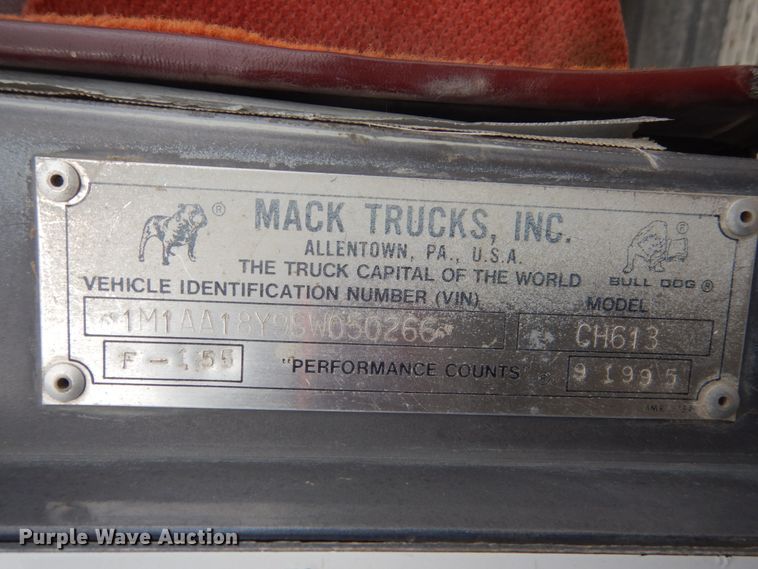 MACK TRUCKS, INC.
ALLENTOWN, PA., U.S.A.
THE TRUCK CAPITAL OF THE WORLD
BULL DOG ®
VEHICLE IDENTIFICATION NUMBER (VIN)
MODEL
1M1AA18Y9SW050266
CH613
F-155
"PERFORMANCE COUNTS"
9 1995
Purple Wave Auction